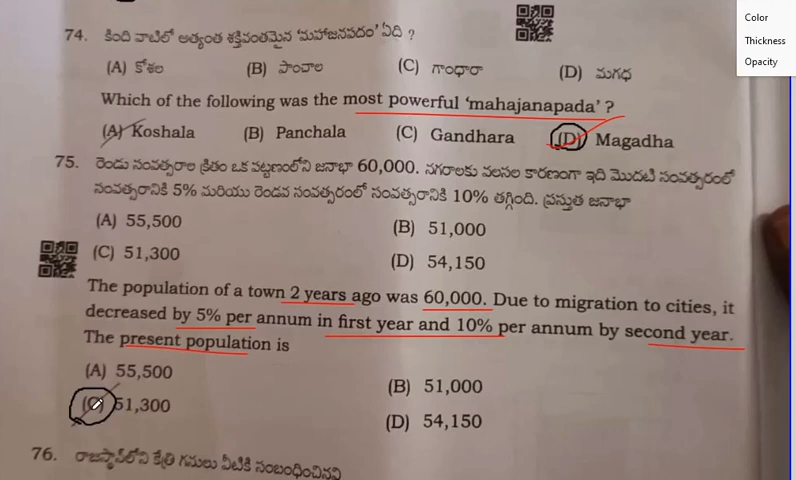 Color
Thickness
Opacity
74. కింది వాటిలో అత్యంత శక్తివంతమైన 'మహాజనపదం' ఏది ?
(A) కోశల (B) పాంచాల (C) గాంధారా (D) మగధ
Which of the following was the most powerful 'mahajanapada' ?
(A) Koshala (B) Panchala (C) Gandhara (D) Magadha
75. రెండు సంవత్సరాల క్రితం ఒక పట్టణంలోని జనాభా 60,000. నగరాలకు వలసల కారణంగా ఇది మొదటి సంవత్సరంలో
సంవత్సరానికి 5% మరియు రెండవ సంవత్సరంలో సంవత్సరానికి 10% తగ్గింది. ప్రస్తుత జనాభా
(A) 55,500 (B) 51,000
(C) 51,300 (D) 54,150
The population of a town 2 years ago was 60,000. Due to migration to cities, it
decreased by 5% per annum in first year and 10% per annum by second year.
The present population is
(A) 55,500 (B) 51,000
(C) 51,300 (D) 54,150
76. రాజస్థాన్‌లోని ఖేత్రి గనులు వీటికి సంబంధించినవి